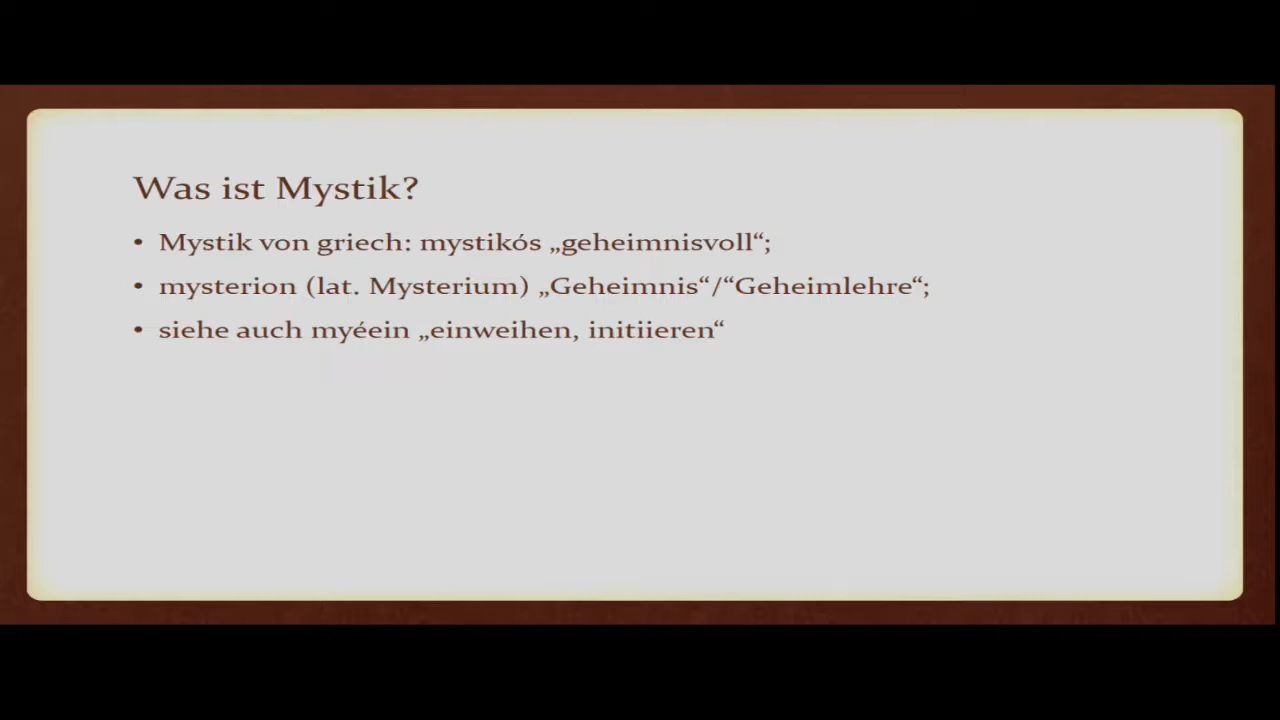 Was ist Mystik?
• Mystik von griech: mystikós „geheimnisvoll“;
• mysterion (lat. Mysterium) „Geheimnis“/“Geheimlehre“;
• siehe auch myéein „einweihen, initiieren“